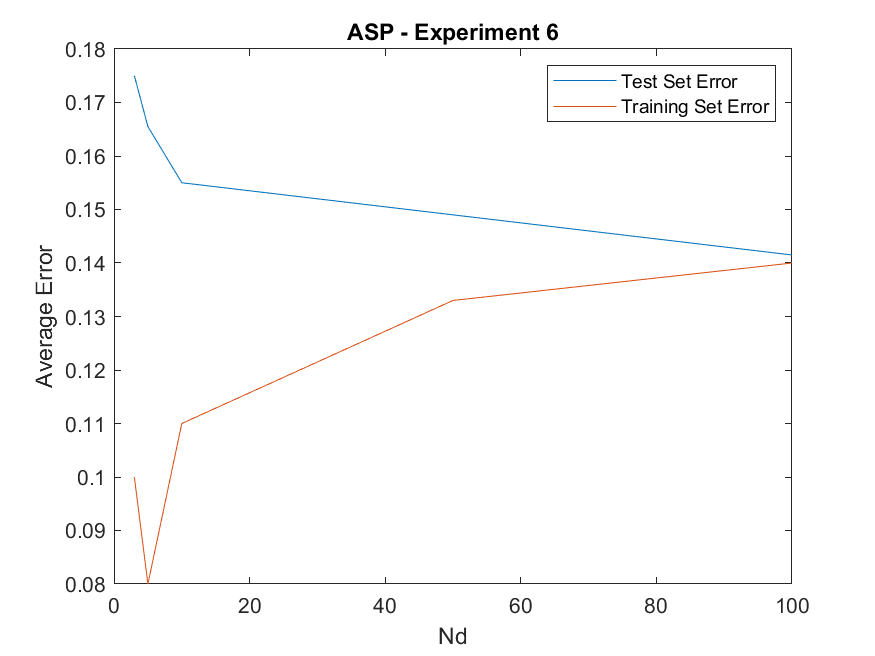 ASP - Experiment 6
Test Set Error
Training Set Error
0.18
0.17
0.16
0.15
0.14
0.13
0.12
0.11
0.1
0.09
0.08
Average Error
0 20 40 60 80 100
Nd